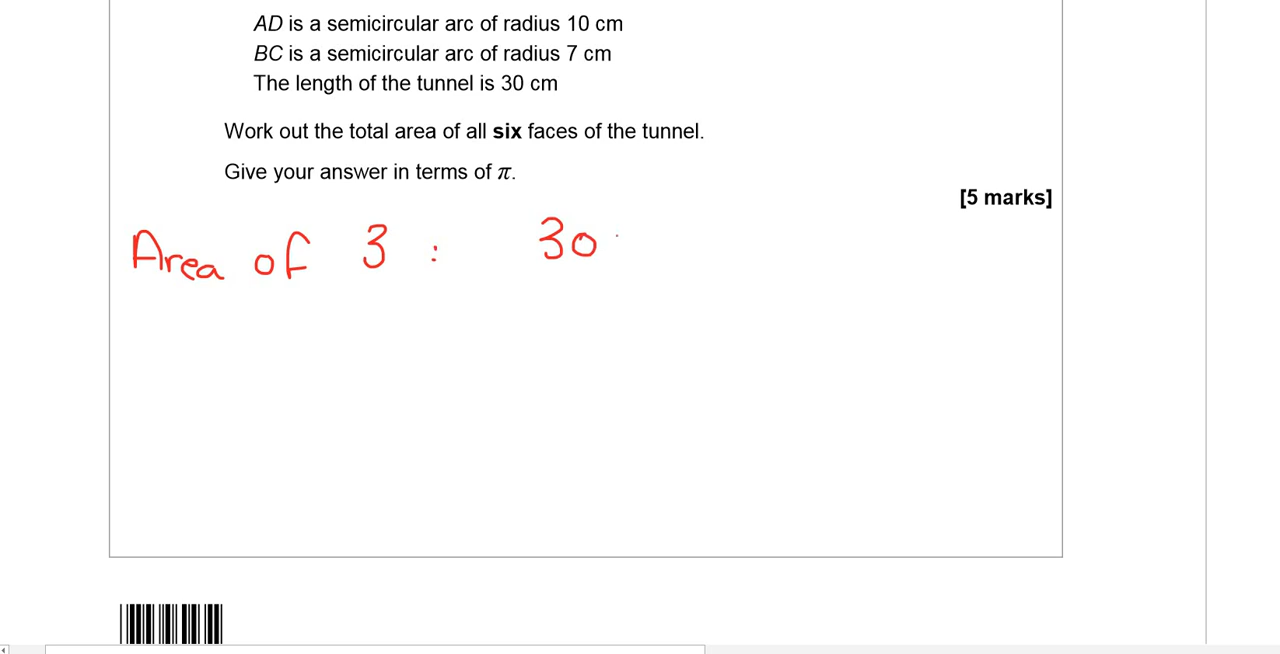 AD is a semicircular arc of radius 10 cm
BC is a semicircular arc of radius 7 cm
The length of the tunnel is 30 cm
Work out the total area of all six faces of the tunnel.
Give your answer in terms of π.
[5 marks]
Area of 3 : 30